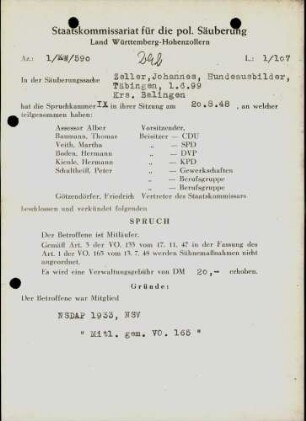 Staatskommissariat für die pol. Säuberung
Land Württemberg-Hohenzollern
Az.: 1/XIII/590 L: 1/107
In der Säuberungssache Zeller,Johannes, Hundeausbilder,
Tübingen, 1.6.99
Krs. Balingen
hat die Spruchkammer IX in ihrer Sitzung am 20.8.48, an welcher
teilgenommen haben:
Assessor Alber Vorsitzender,
Baumann, Thomas Beisitzer — CDU
Veith, Martha „ — SPD
Boden, Hermann „ — DVP
Kienle, Hermann „ — KPD
Schaitheiß, Peter „ — Gewerkschaften
„ — Berufsgruppe
„ — Berufsgruppe
Götzendörfer, Friedrich Vertreter des Staatskommissars.
beschlossen und verkündet folgenden
SPRUCH
Der Betroffene ist Mitläufer.
Gemäß Art. 3 der VO. 133 vom 17. 11. 47 in der Fassung des
Art. 1 der VO. 165 vom 13. 7. 48 werden Sühnemaßnahmen nicht
angeordnet.
Es wird eine Verwaltungsgebühr von DM 20,- erhoben.
Gründe:
Der Betroffene war Mitglied
NSDAP 1933, NSV
" Mitl. gem. VO. 165 "